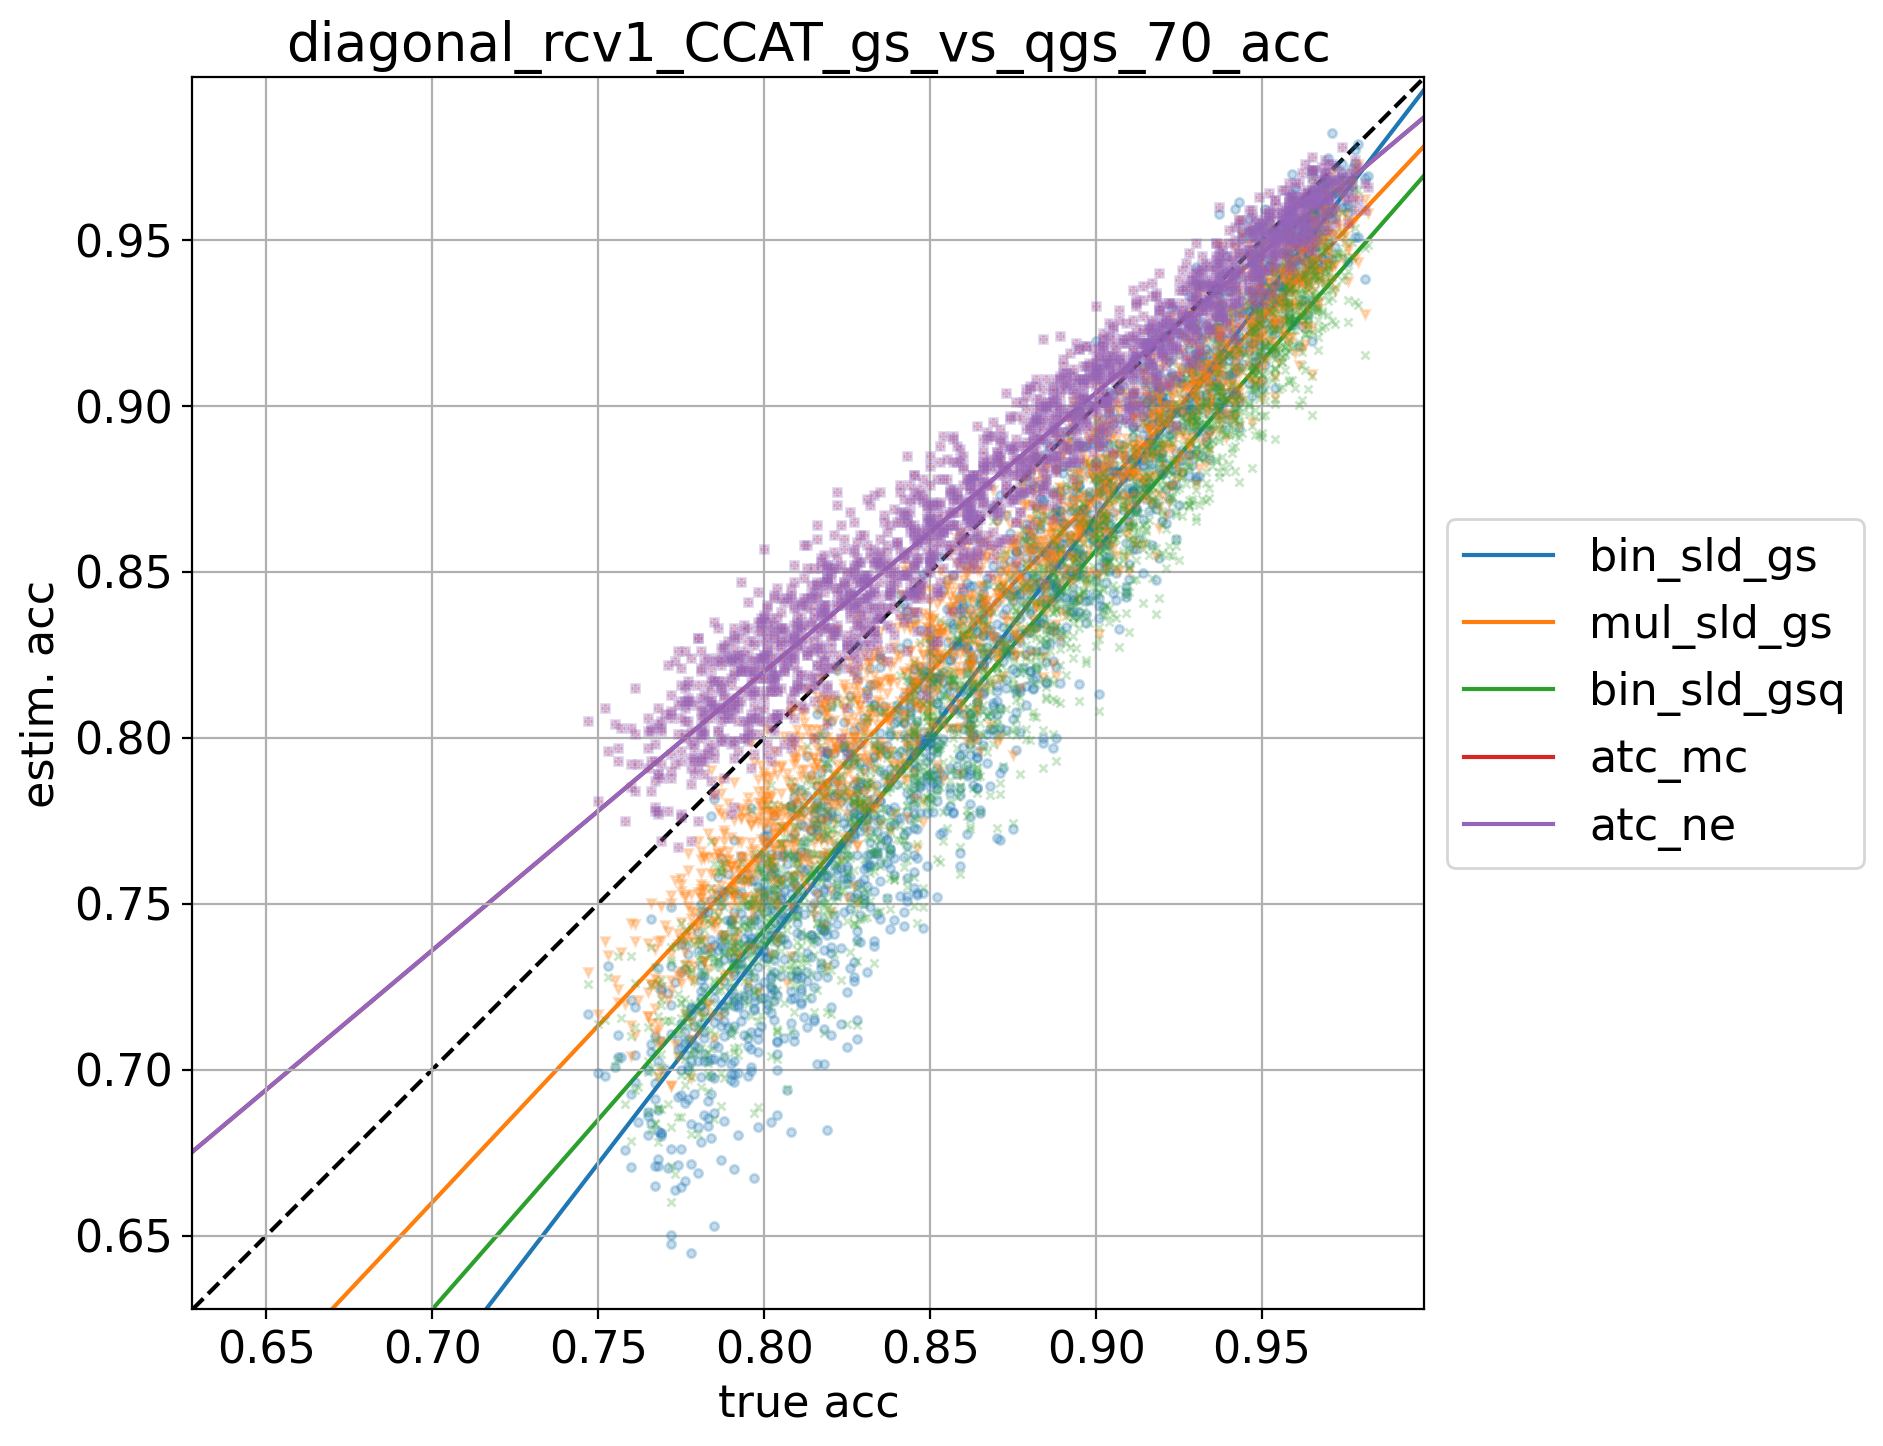 diagonal_rcv1_CCAT_gs_vs_qgs_70_acc
estim. acc
0.95
0.90
0.85
0.80
0.75
0.70
0.65
0.65 0.70 0.75 0.80 0.85 0.90 0.95
true acc
bin_sld_gs
mul_sld_gs
bin_sld_gsq
atc_mc
atc_ne